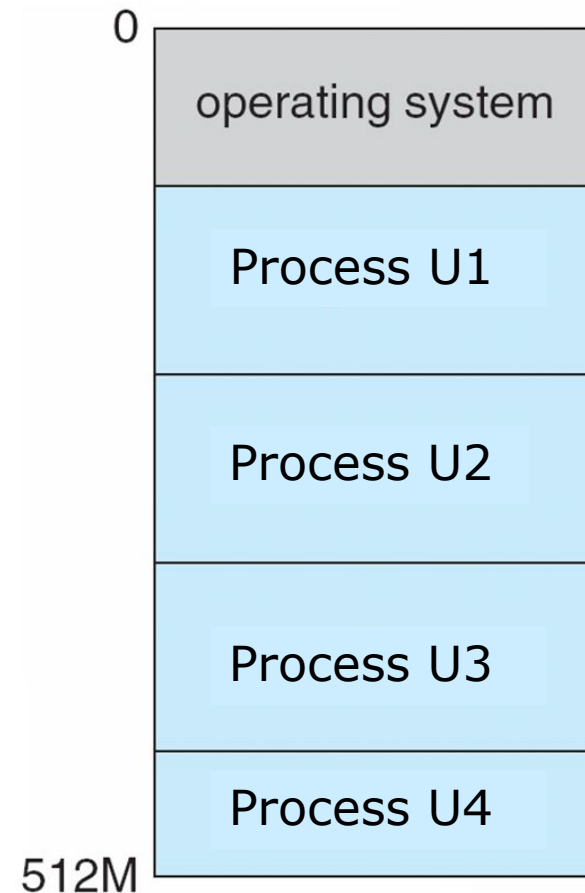 0
operating system
Process U1
Process U2
Process U3
Process U4
512M